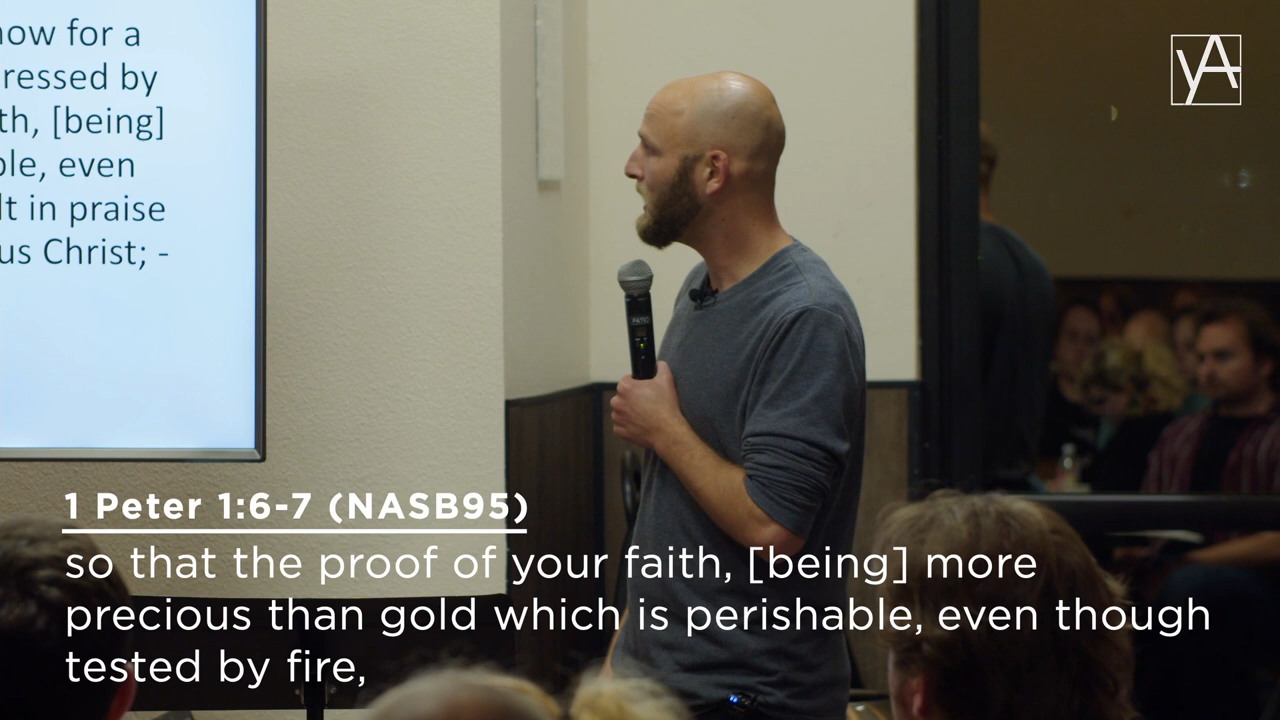 now for a
ressed by
th, [being]
ble, even
lt in praise
us Christ; -
yA
1 Peter 1:6-7 (NASB95)
so that the proof of your faith, [being] more
precious than gold which is perishable, even though
tested by fire,